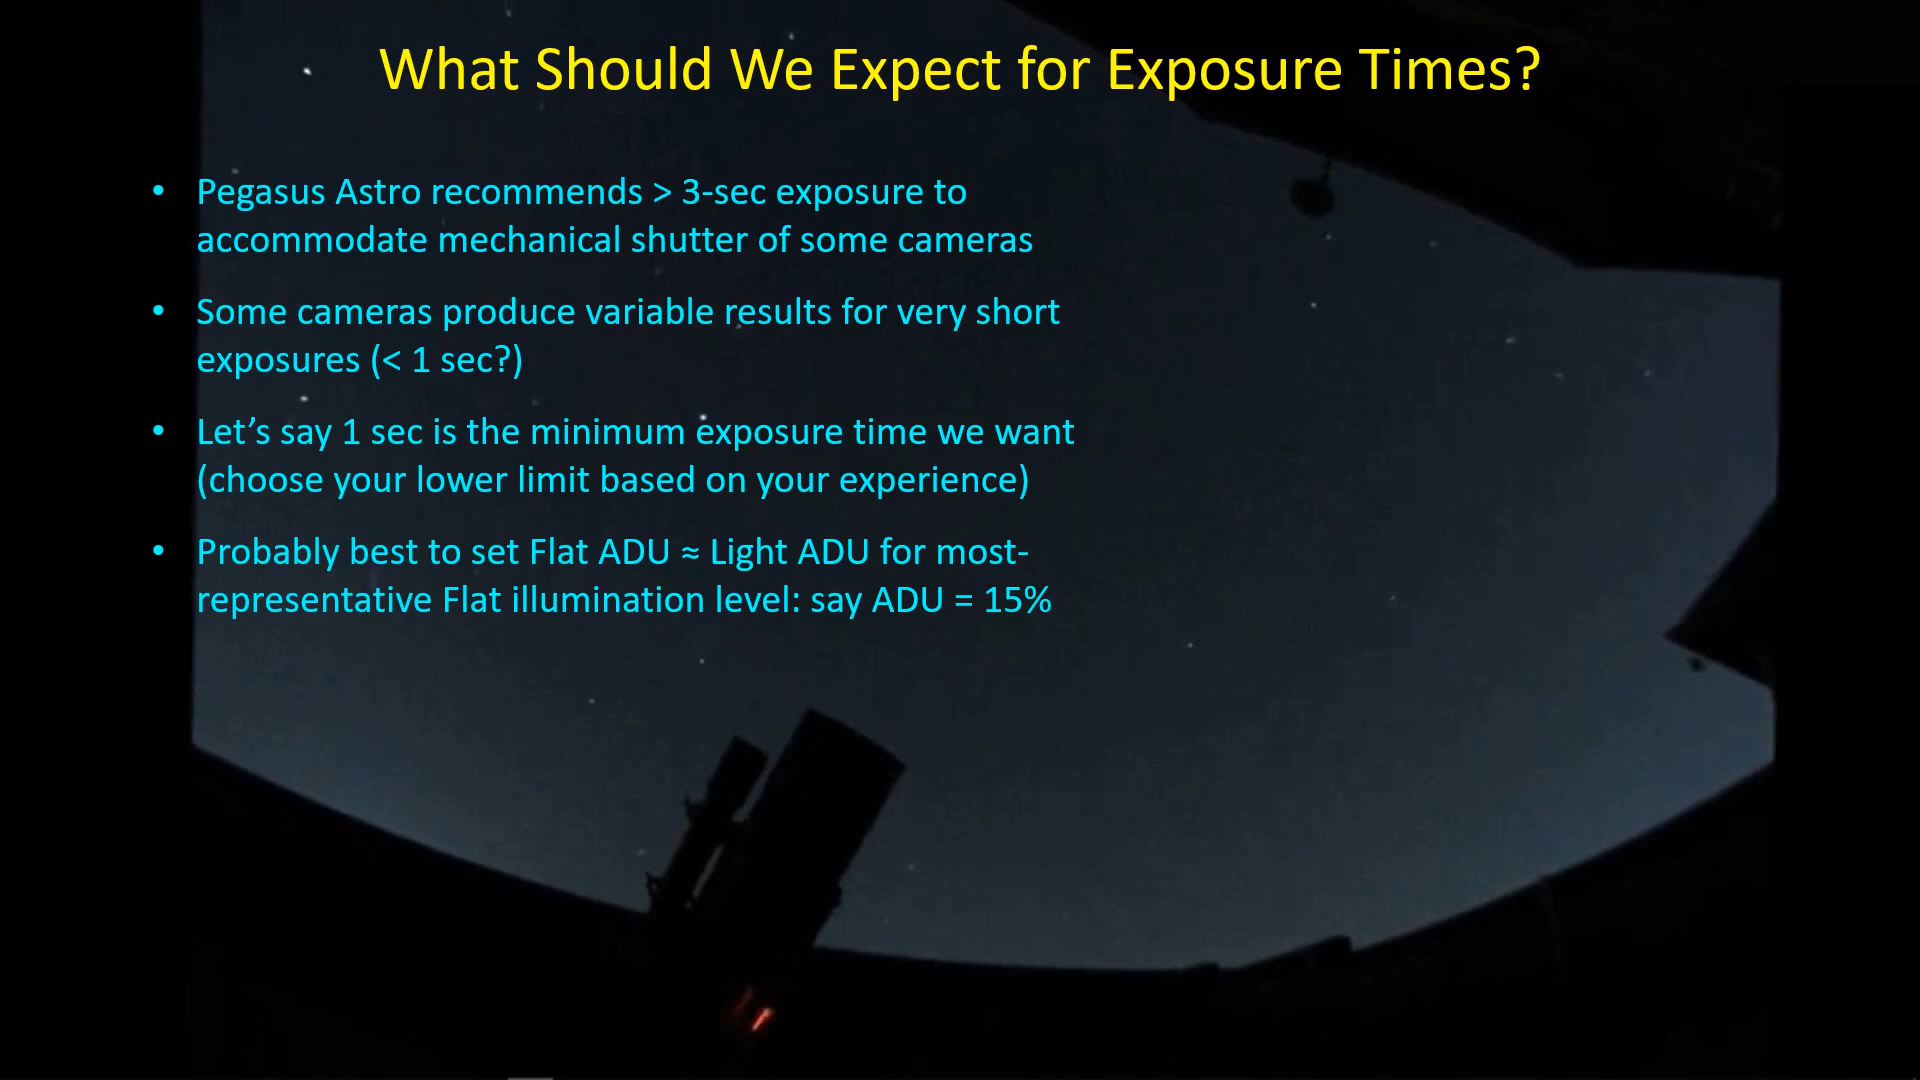 What Should We Expect for Exposure Times?
• Pegasus Astro recommends > 3-sec exposure to
accommodate mechanical shutter of some cameras
• Some cameras produce variable results for very short
exposures (< 1 sec?)
• Let’s say 1 sec is the minimum exposure time we want
(choose your lower limit based on your experience)
• Probably best to set Flat ADU ≈ Light ADU for most-
representative Flat illumination level: say ADU = 15%